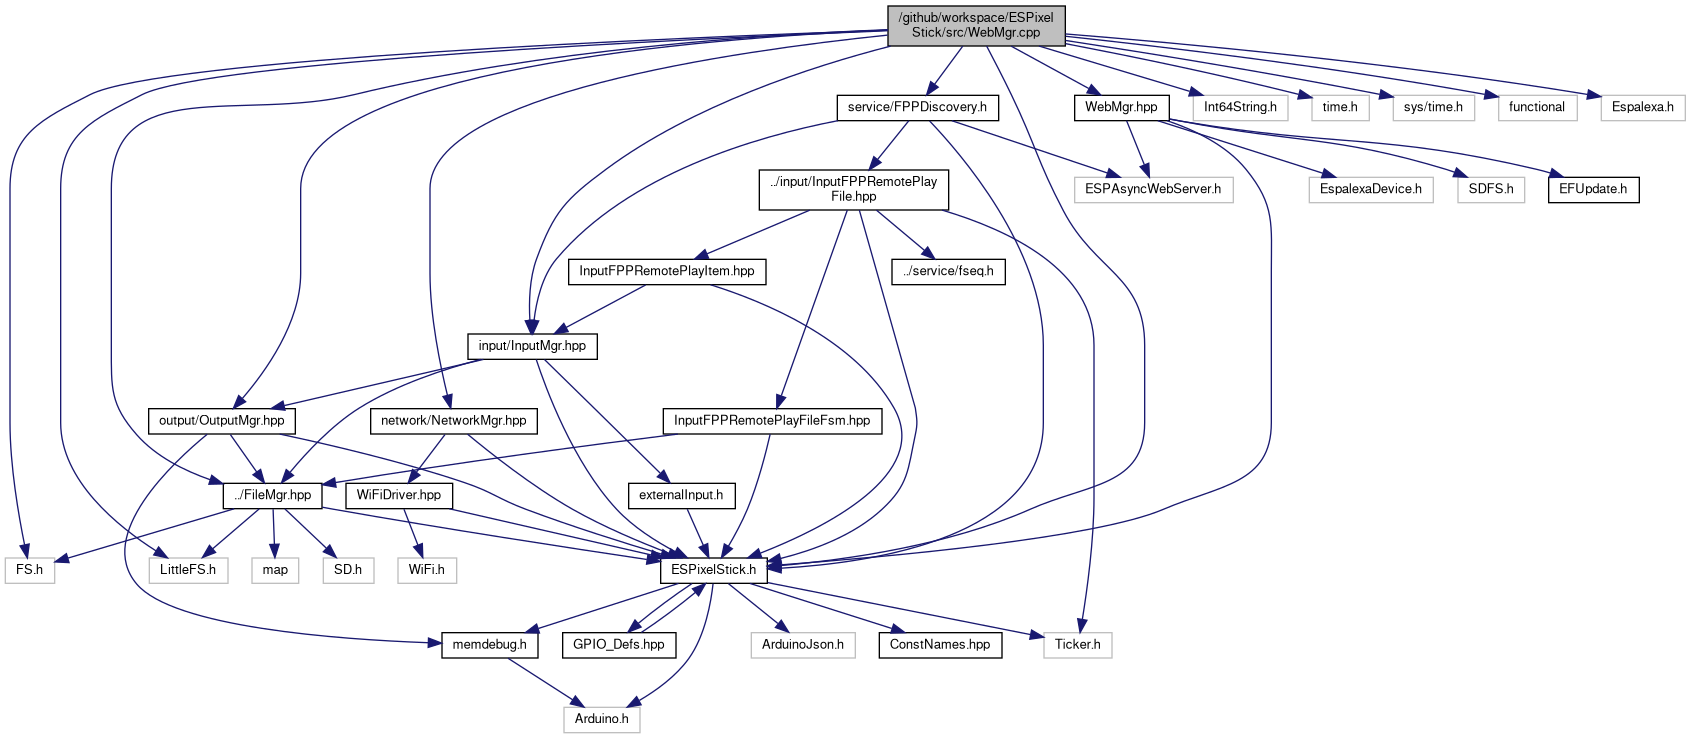 /github/workspace/ESPixel
Stick/src/WebMgr.cpp
service/FPPDiscovery.h
WebMgr.hpp
Int64String.h
time.h
sys/time.h
functional
Espalexa.h
../input/InputFPPRemotePlay
File.hpp
ESPAsyncWebServer.h
EspalexaDevice.h
SDFS.h
EFUpdate.h
InputFPPRemotePlayItem.hpp
../service/fseq.h
input/InputMgr.hpp
output/OutputMgr.hpp
network/NetworkMgr.hpp
InputFPPRemotePlayFileFsm.hpp
../FileMgr.hpp
WiFiDriver.hpp
externalInput.h
FS.h
LittleFS.h
map
SD.h
WiFi.h
ESPixelStick.h
memdebug.h
GPIO_Defs.hpp
ArduinoJson.h
ConstNames.hpp
Ticker.h
Arduino.h